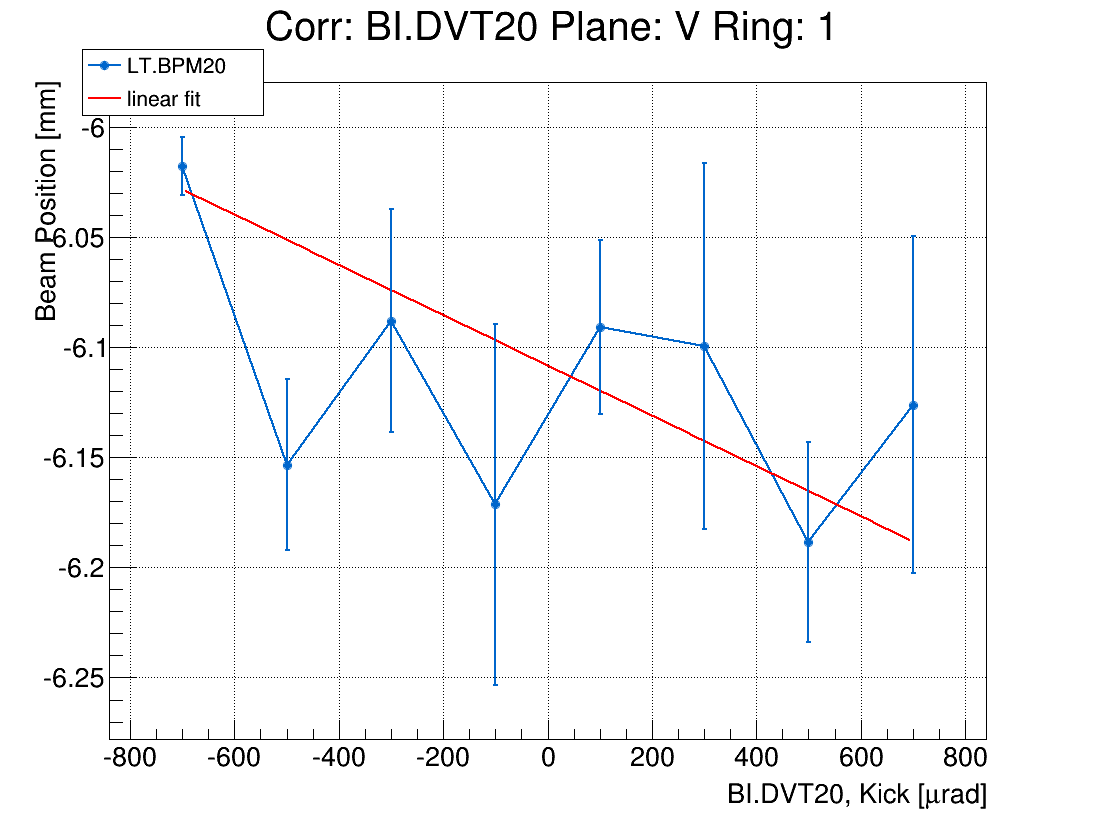 Corr: BI.DVT20 Plane: V Ring: 1
LT.BPM20
linear fit
Beam Position [mm]
-6
-6.05
-6.1
-6.15
-6.2
-6.25
-800 -600 -400 -200 0 200 400 600 800
BI.DVT20, Kick [μrad]